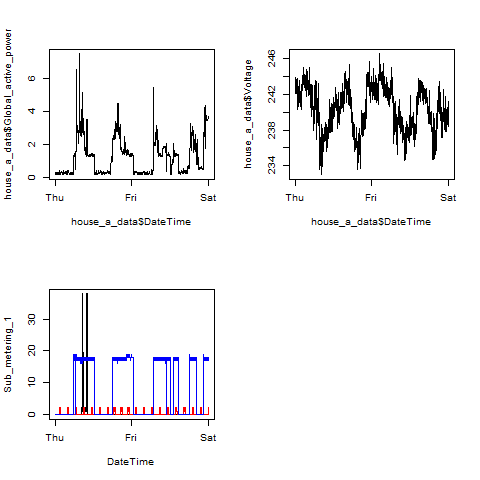 house_a_data$Global_active_power
0 2 4 6
Thu Fri Sat
house_a_data$DateTime
house_a_data$Voltage
234 238 242 246
Thu Fri Sat
house_a_data$DateTime
Sub_metering_1
0 10 20 30
Thu Fri Sat
DateTime